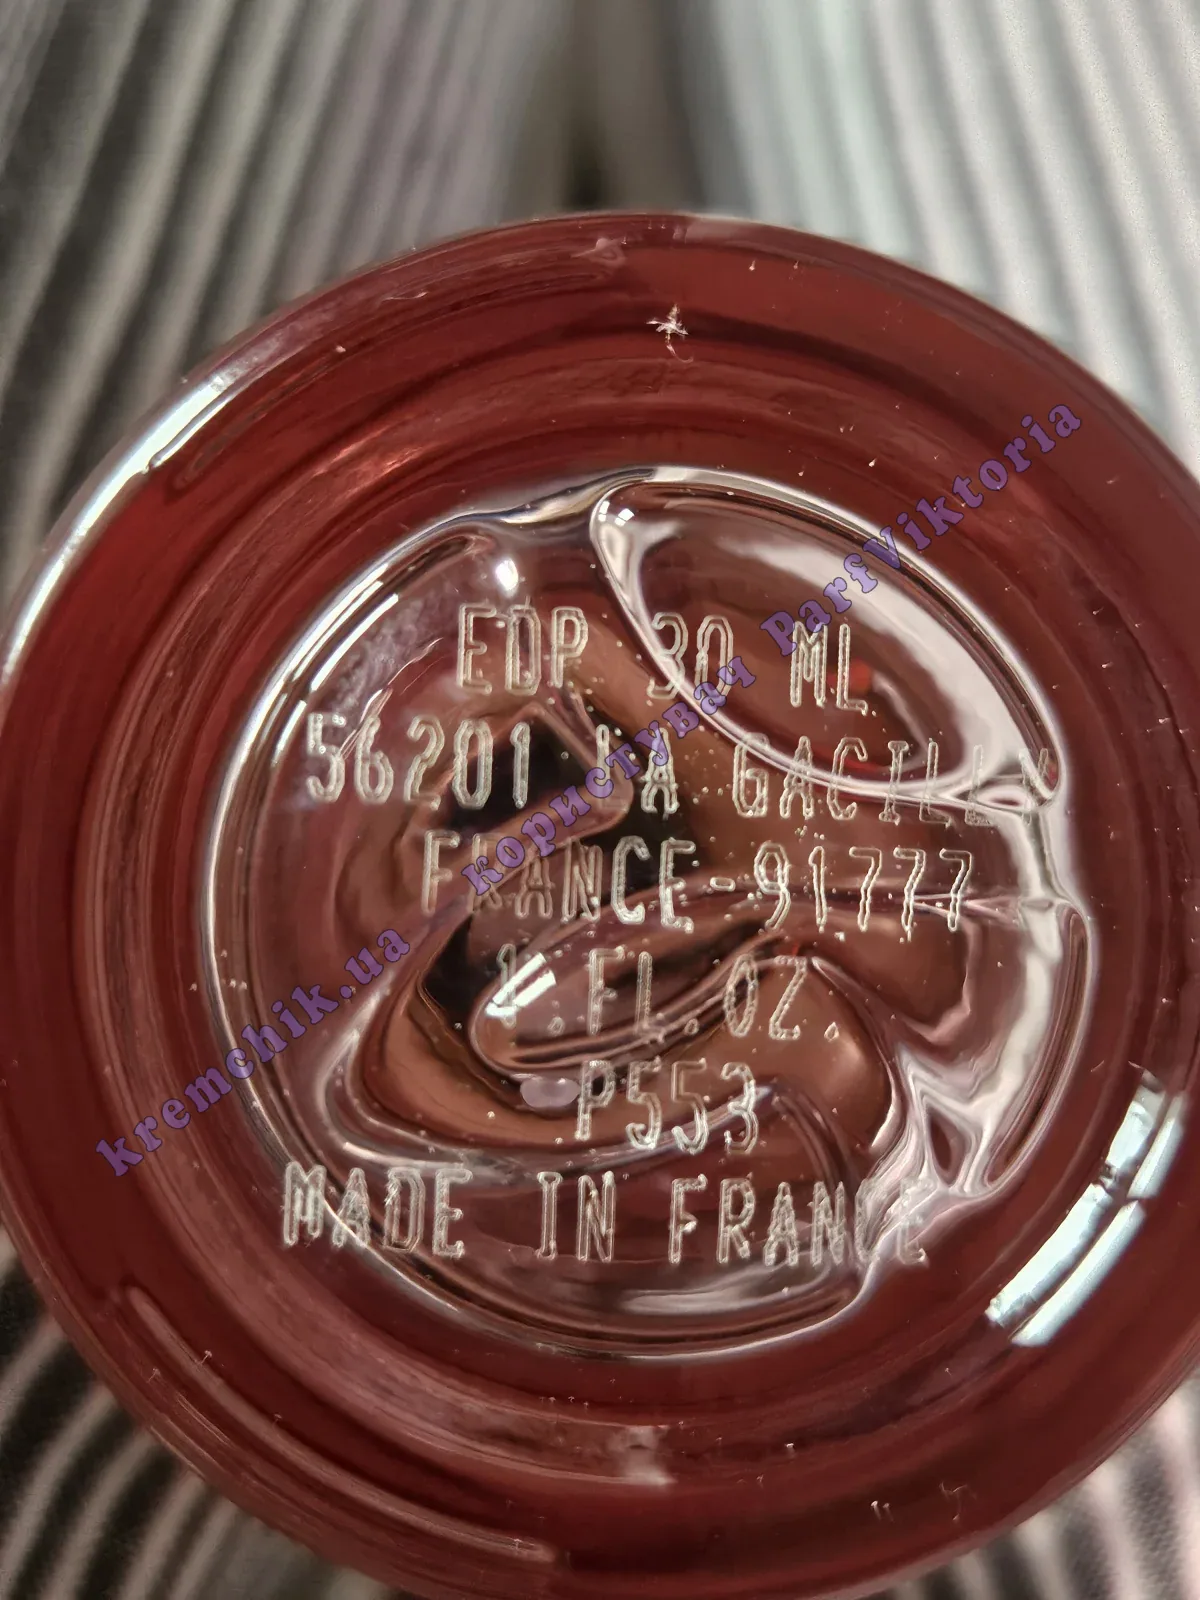 EDP 30 ML
56201 LA GACILLY
FRANCE-91777
1.FL.OZ.
P553
MADE IN FRANCE
kremchik.ua користувач ParfViktoria